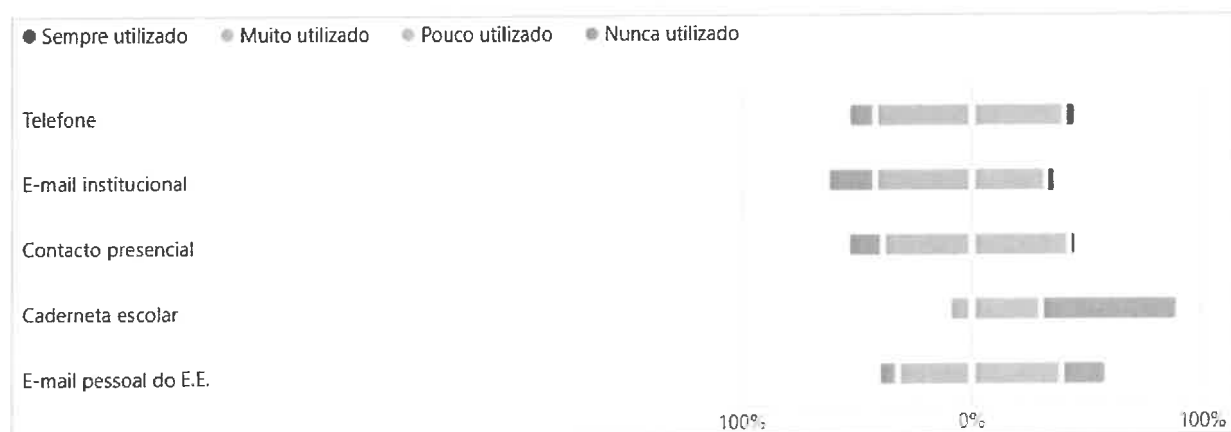 Sempre utilizado Muito utilizado Pouco utilizado Nunca utilizado
Telefone
E-mail institucional
Contacto presencial
Caderneta escolar
E-mail pessoal do E.E.
100% 0% 100%